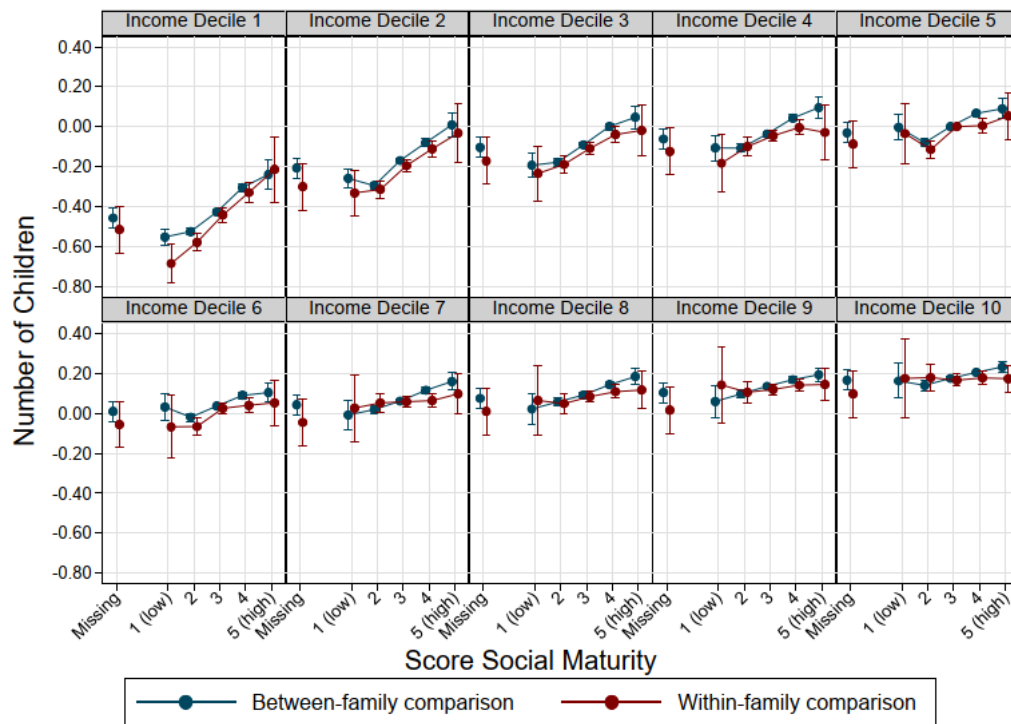 Income Decile 1 Income Decile 2 Income Decile 3 Income Decile 4 Income Decile 5
0.40
0.20
0.00
-0.20
-0.40
-0.60
-0.80
Income Decile 6 Income Decile 7 Income Decile 8 Income Decile 9 Income Decile 10
0.40
0.20
0.00
-0.20
-0.40
-0.60
-0.80
Number of Children
Missing 1 (low) 2 3 4 5 (high) Missing 1 (low) 2 3 4 5 (high) Missing 1 (low) 2 3 4 5 (high) Missing 1 (low) 2 3 4 5 (high) Missing 1 (low) 2 3 4 5 (high)
Score Social Maturity
Between-family comparison Within-family comparison